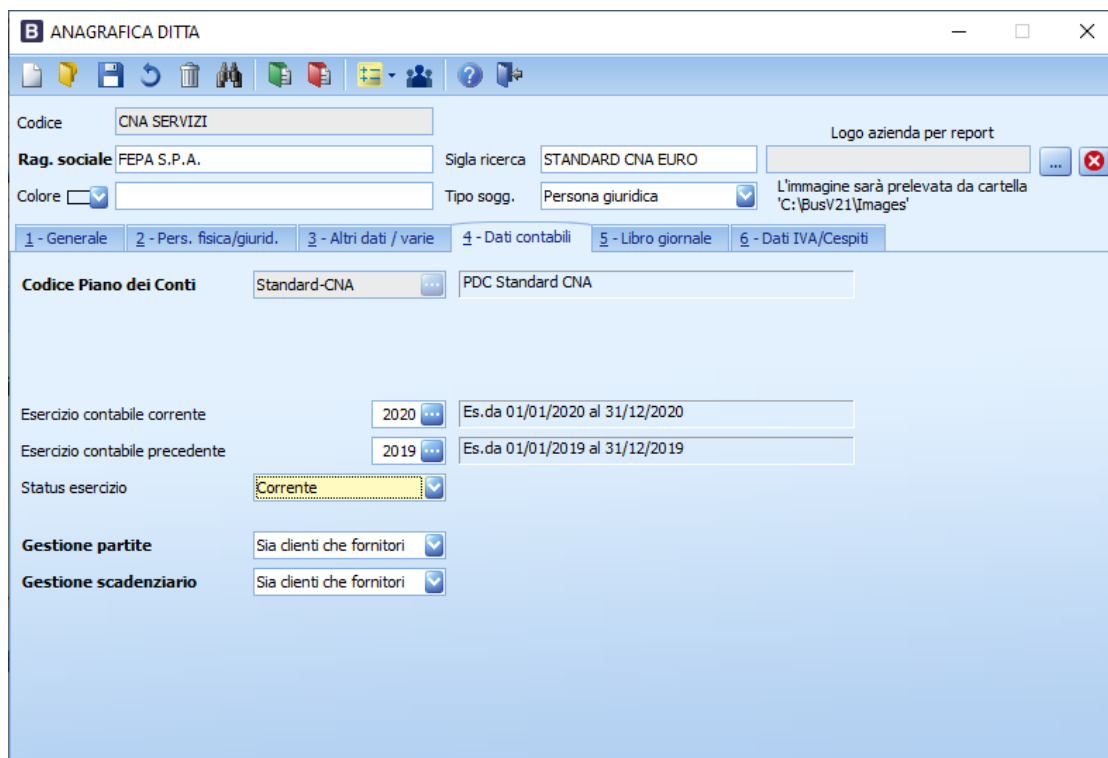 B ANAGRAFICA DITTA
Codice CNA SERVIZI
Logo azienda per report
Rag. sociale FEPA S.P.A. Sigla ricerca STANDARD CNA EURO ...
Colore Tipo sogg. Persona giuridica L'immagine sarà prelevata da cartella
'C:\BusV21\Images'
1 - Generale 2 - Pers. fisica/giurid. 3 - Altri dati / varie 4 - Dati contabili 5 - Libro giornale 6 - Dati IVA/Cespiti
Codice Piano dei Conti Standard-CNA ... PDC Standard CNA
Esercizio contabile corrente 2020 ... Es.da 01/01/2020 al 31/12/2020
Esercizio contabile precedente 2019 ... Es.da 01/01/2019 al 31/12/2019
Status esercizio Corrente
Gestione partite Sia clienti che fornitori
Gestione scadenziario Sia clienti che fornitori